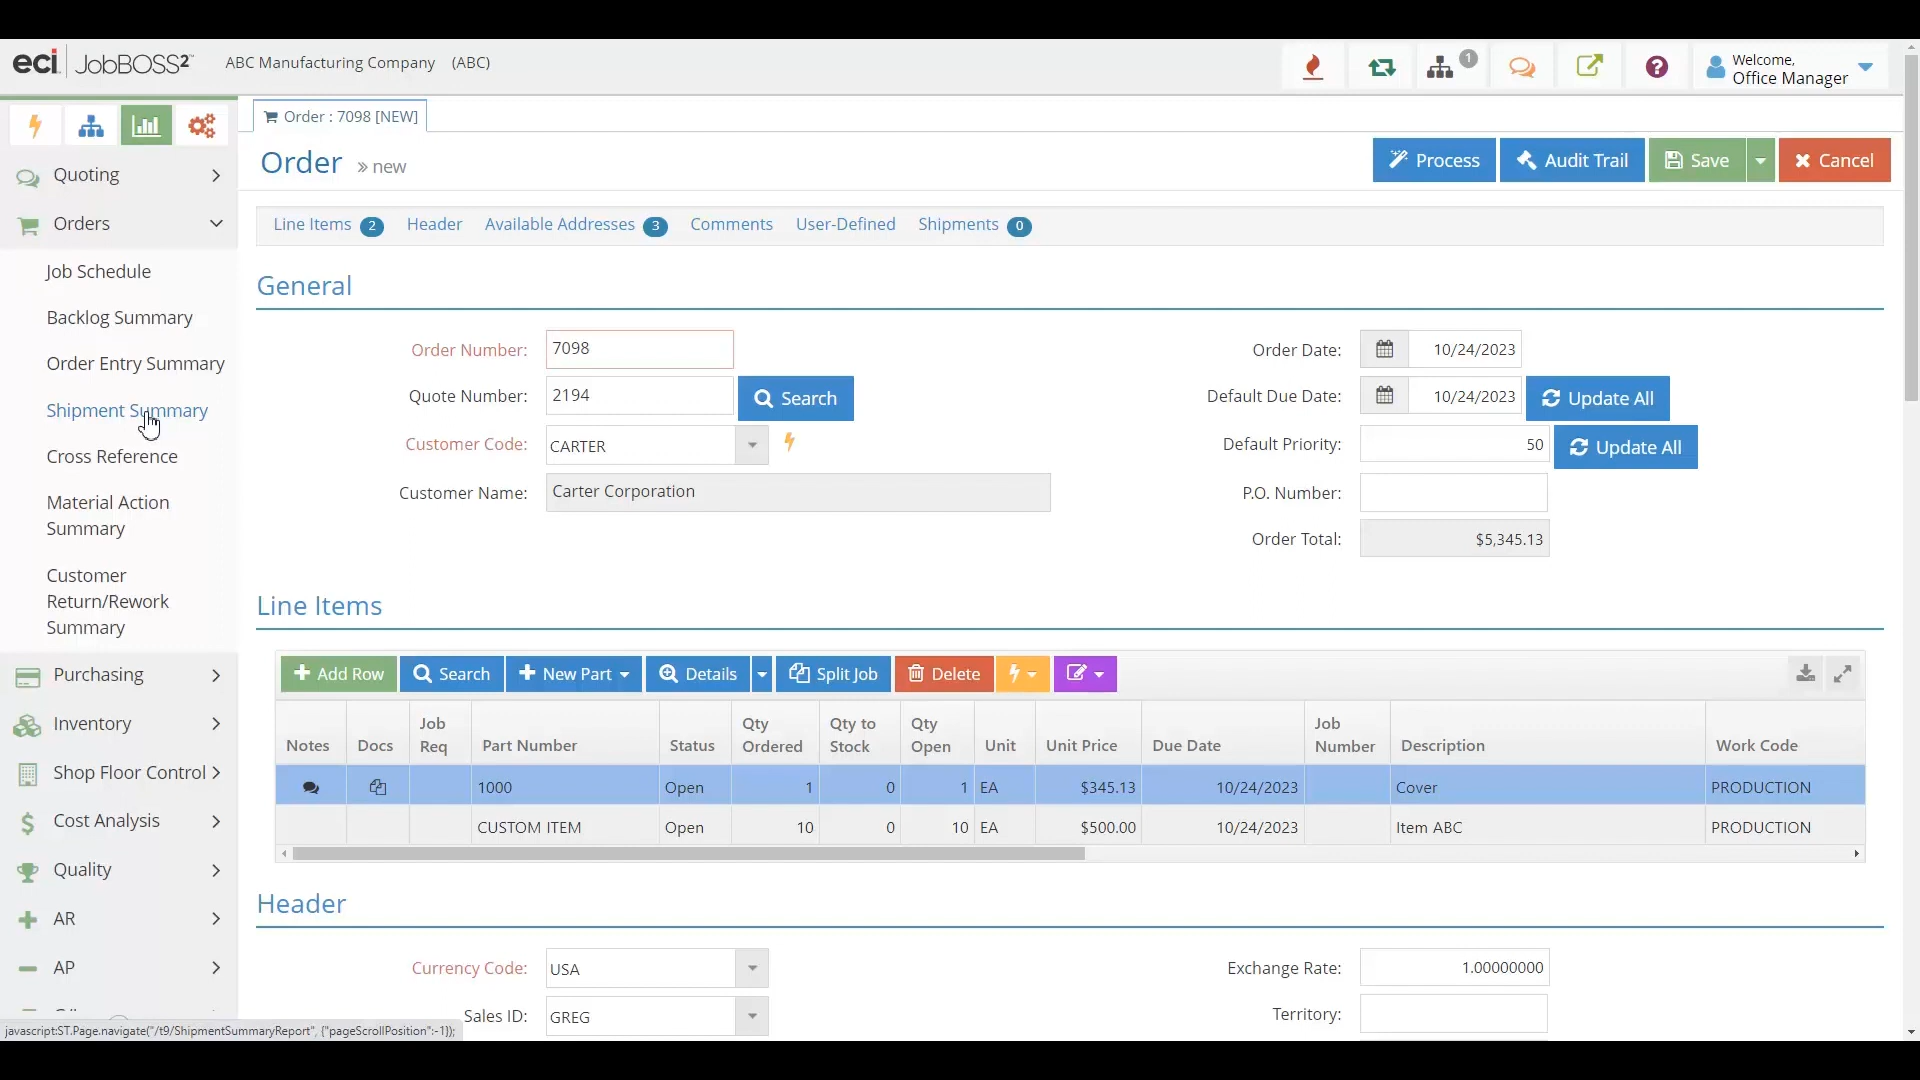 eci JobBOSS²™ ABC Manufacturing Company (ABC)
1
Welcome,
Office Manager
Order : 7098 [NEW]
Order » new
Process Audit Trail Save Cancel
Quoting
Orders
Job Schedule
Backlog Summary
Order Entry Summary
Shipment Summary
Cross Reference
Material Action
Summary
Customer
Return/Rework
Summary
Purchasing
Inventory
Shop Floor Control
Cost Analysis
Quality
AR
AP
Line Items 2 Header Available Addresses 3 Comments User-Defined Shipments 0
General
Order Number: 7098
Quote Number: 2194 Search
Customer Code: CARTER
Customer Name: Carter Corporation
Order Date: 10/24/2023
Default Due Date: 10/24/2023 Update All
Default Priority: 50 Update All
P.O. Number:
Order Total: $5,345.13
Line Items
Add Row Search New Part Details Split Job Delete
Notes Docs Job Req Part Number Status Qty Ordered Qty to Stock Qty Open Unit Unit Price Due Date Job Number Description Work Code
1000 Open 1 0 1 EA $345.13 10/24/2023 Cover PRODUCTION
CUSTOM ITEM Open 10 0 10 EA $500.00 10/24/2023 Item ABC PRODUCTION
Header
Currency Code: USA
Sales ID: GREG
Exchange Rate: 1.00000000
Territory:
javascript:ST.Page.navigate("/t9/ShipmentSummaryReport", {"pageScrollPosition":-1});